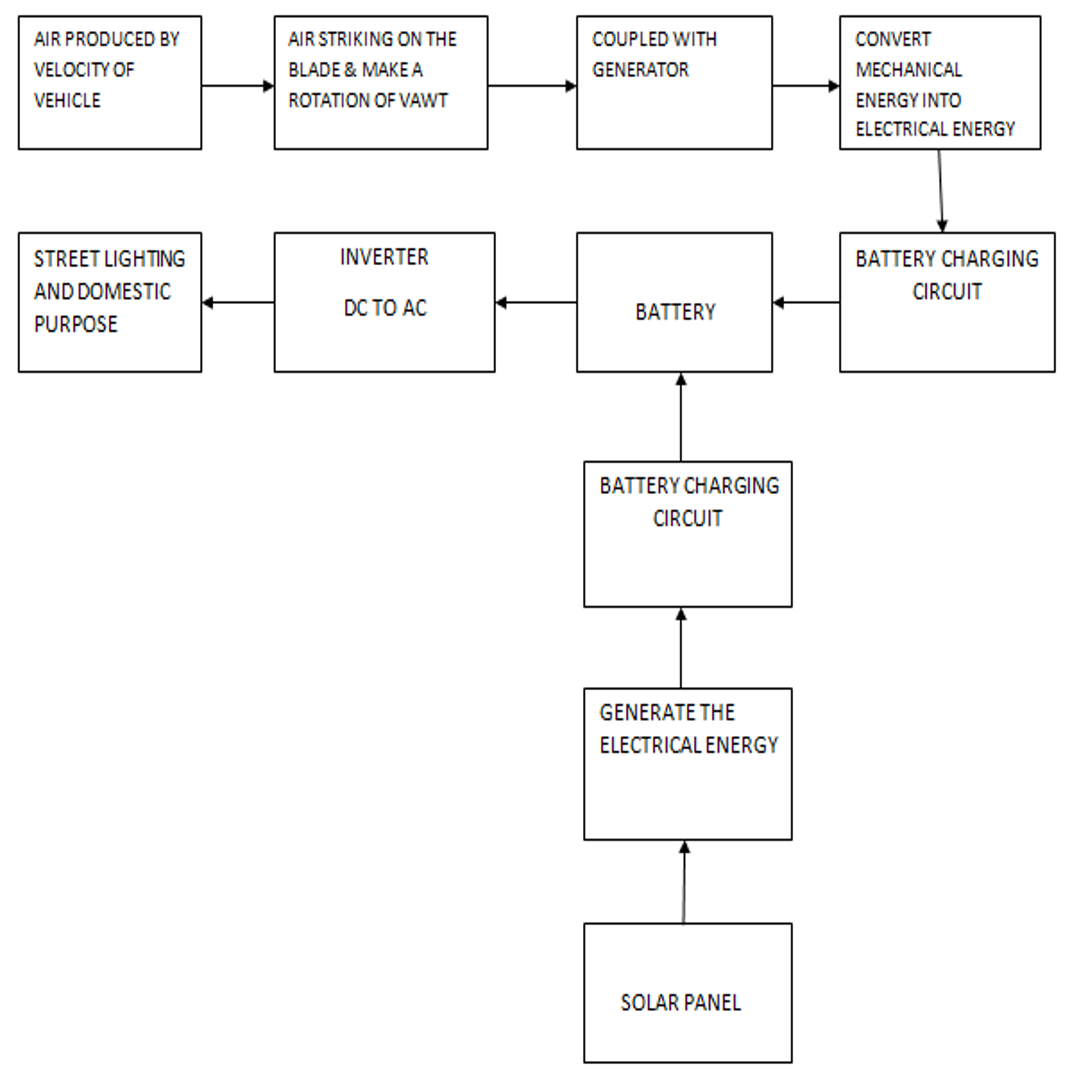 AIR PRODUCED BY
VELOCITY OF
VEHICLE
AIR STRIKING ON THE
BLADE & MAKE A
ROTATION OF VAWT
COUPLED WITH
GENERATOR
CONVERT
MECHANICAL
ENERGY INTO
ELECTRICAL ENERGY
BATTERY CHARGING
CIRCUIT
BATTERY
INVERTER
DC TO AC
STREET LIGHTING
AND DOMESTIC
PURPOSE
BATTERY CHARGING
CIRCUIT
GENERATE THE
ELECTRICAL ENERGY
SOLAR PANEL